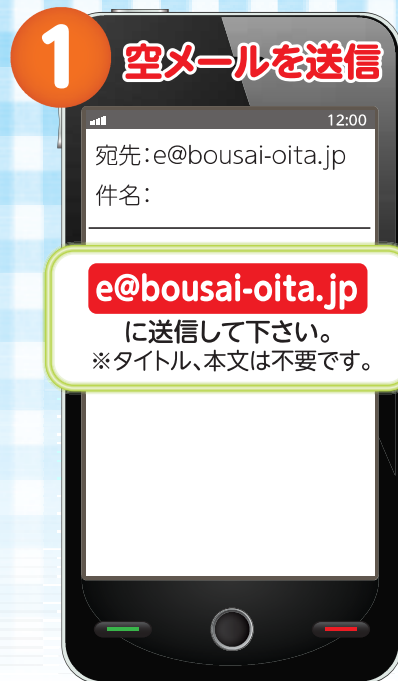 1
空メールを送信
12:00
宛先:e@bousai-oita.jp
件名:
e@bousai-oita.jp
に送信して下さい。
※タイトル、本文は不要です。